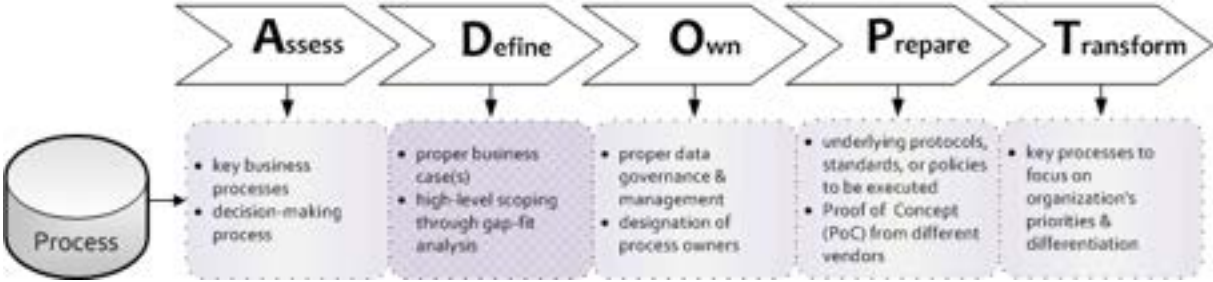 Assess
Define
Own
Prepare
Transform
Process
• key business
processes
• decision-making
process
• proper business
case(s)
• high-level scoping
through gap-fit
analysis
• proper data
governance &
management
• designation of
process owners
• underlying protocols,
standards, or policies
to be executed
• Proof of Concept
(PoC) from different
vendors
• key processes to
focus on
organization's
priorities &
differentiation